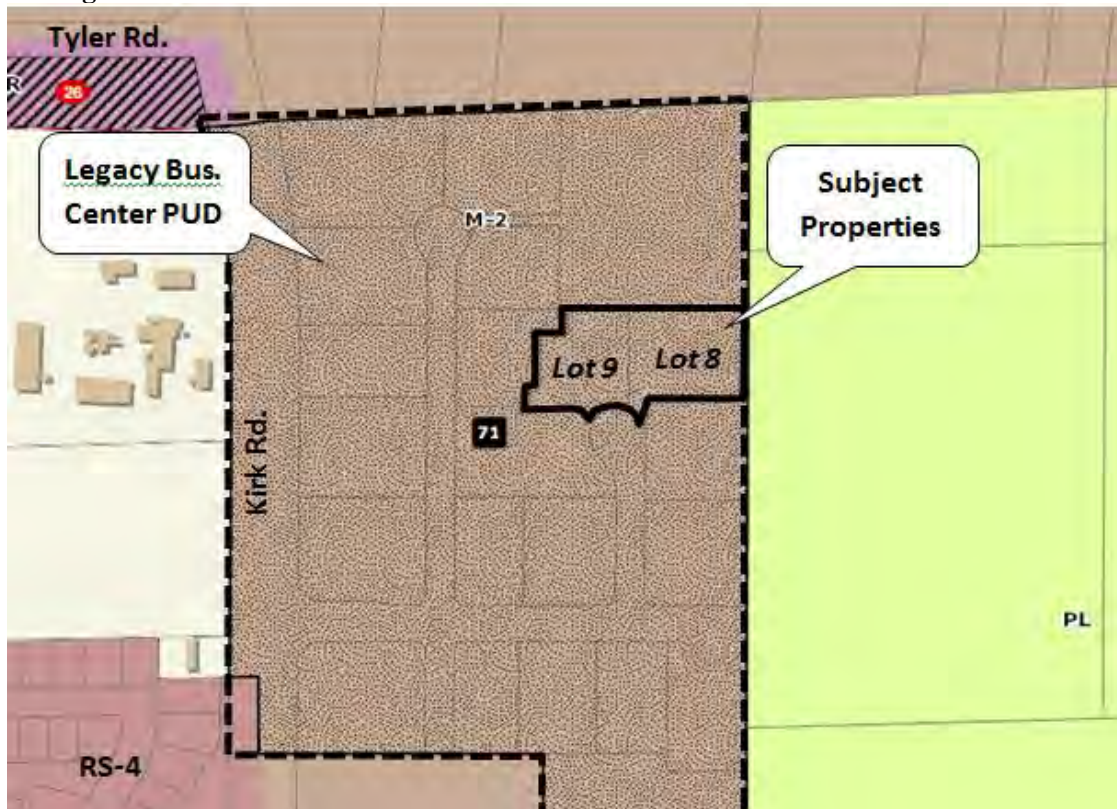 Tyler Rd.
R
26
Legacy Bus.
Center PUD
M-2
Subject
Properties
Lot 9
Lot 8
71
Kirk Rd.
PL
RS-4